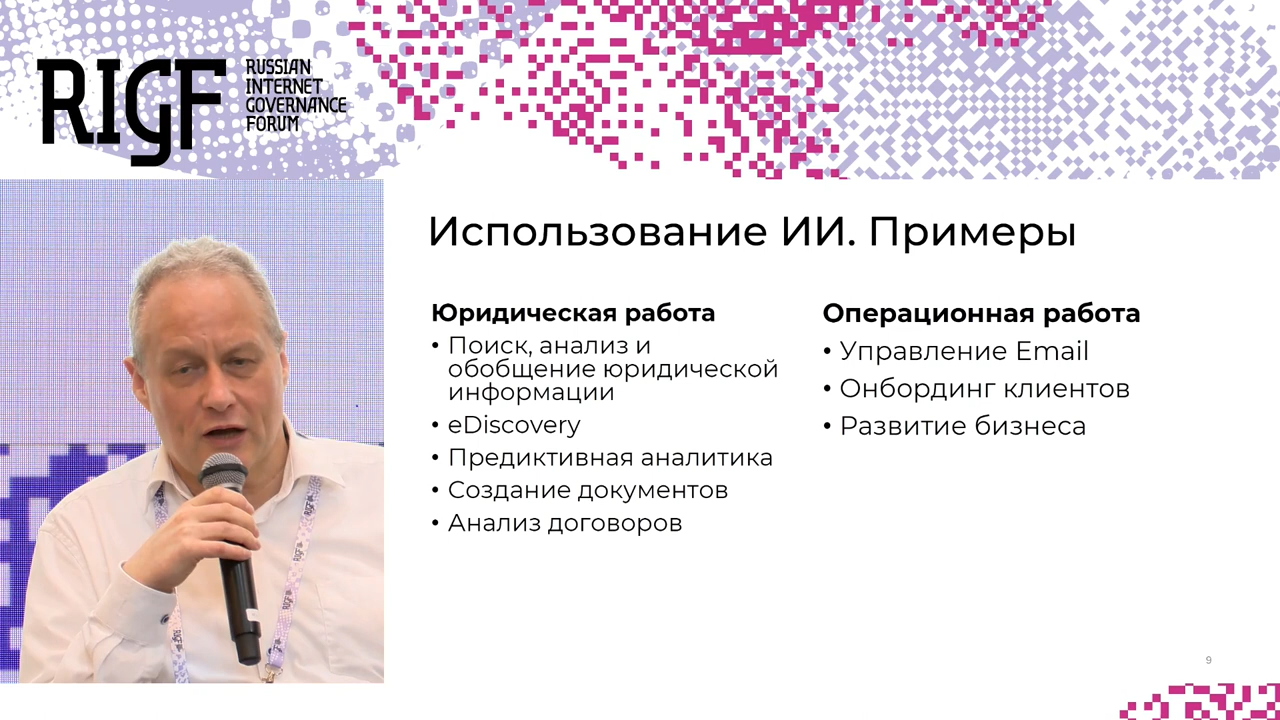 RIGF
RUSSIAN
INTERNET
GOVERNANCE
FORUM
Использование ИИ. Примеры
Юридическая работа
• Поиск, анализ и
обобщение юридической
информации
• eDiscovery
• Предиктивная аналитика
• Создание документов
• Анализ договоров
Операционная работа
• Управление Email
• Онбординг клиентов
• Развитие бизнеса
9